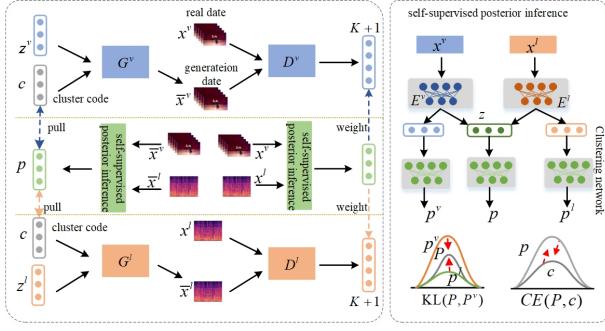 real date
x^v
K+1
z^v
G^v
D^v
c
generateion
date
cluster code
x̄^v
pull
weight
p
self-supervised
posterior inference
x̄^v
x^v
self-supervised
posterior inference
x̄^l
x^l
pull
weight
c
cluster code
x^l
G^l
D^l
z^l
x̄^l
K+1
self-supervised posterior inference
x^v
x^l
E^v
E^l
z
Clustering network
p^v
p
p^l
p^v
P
p^l
KL(P, P^v)
p
c
CE(P, c)